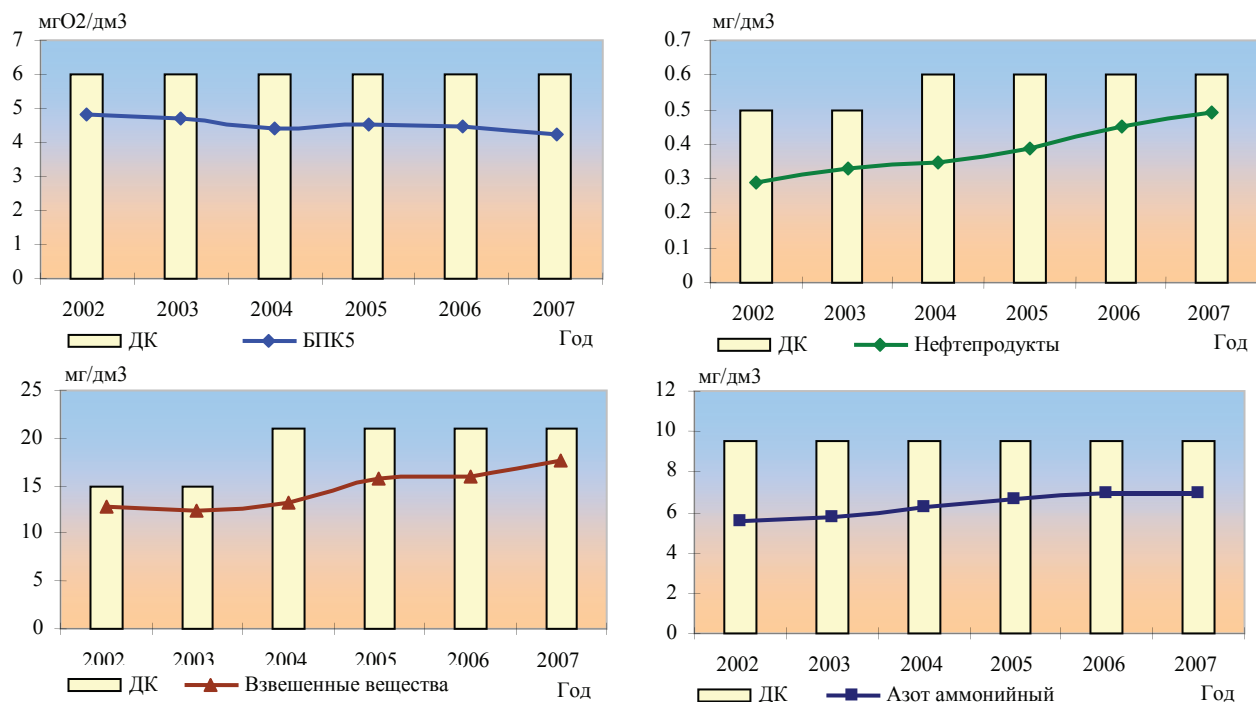 мгО2/дм3
7
6
5
4
3
2
1
0
2002 2003 2004 2005 2006 2007
ДК БПК5 Год
мг/дм3
0.7
0.6
0.5
0.4
0.3
0.2
0.1
0
2002 2003 2004 2005 2006 2007
ДК Нефтепродукты Год
мг/дм3
25
20
15
10
5
0
2002 2003 2004 2005 2006 2007
ДК Взвешенные вещества Год
мг/дм3
12
10
8
6
4
2
0
2002 2003 2004 2005 2006 2007
ДК Азот аммонийный Год